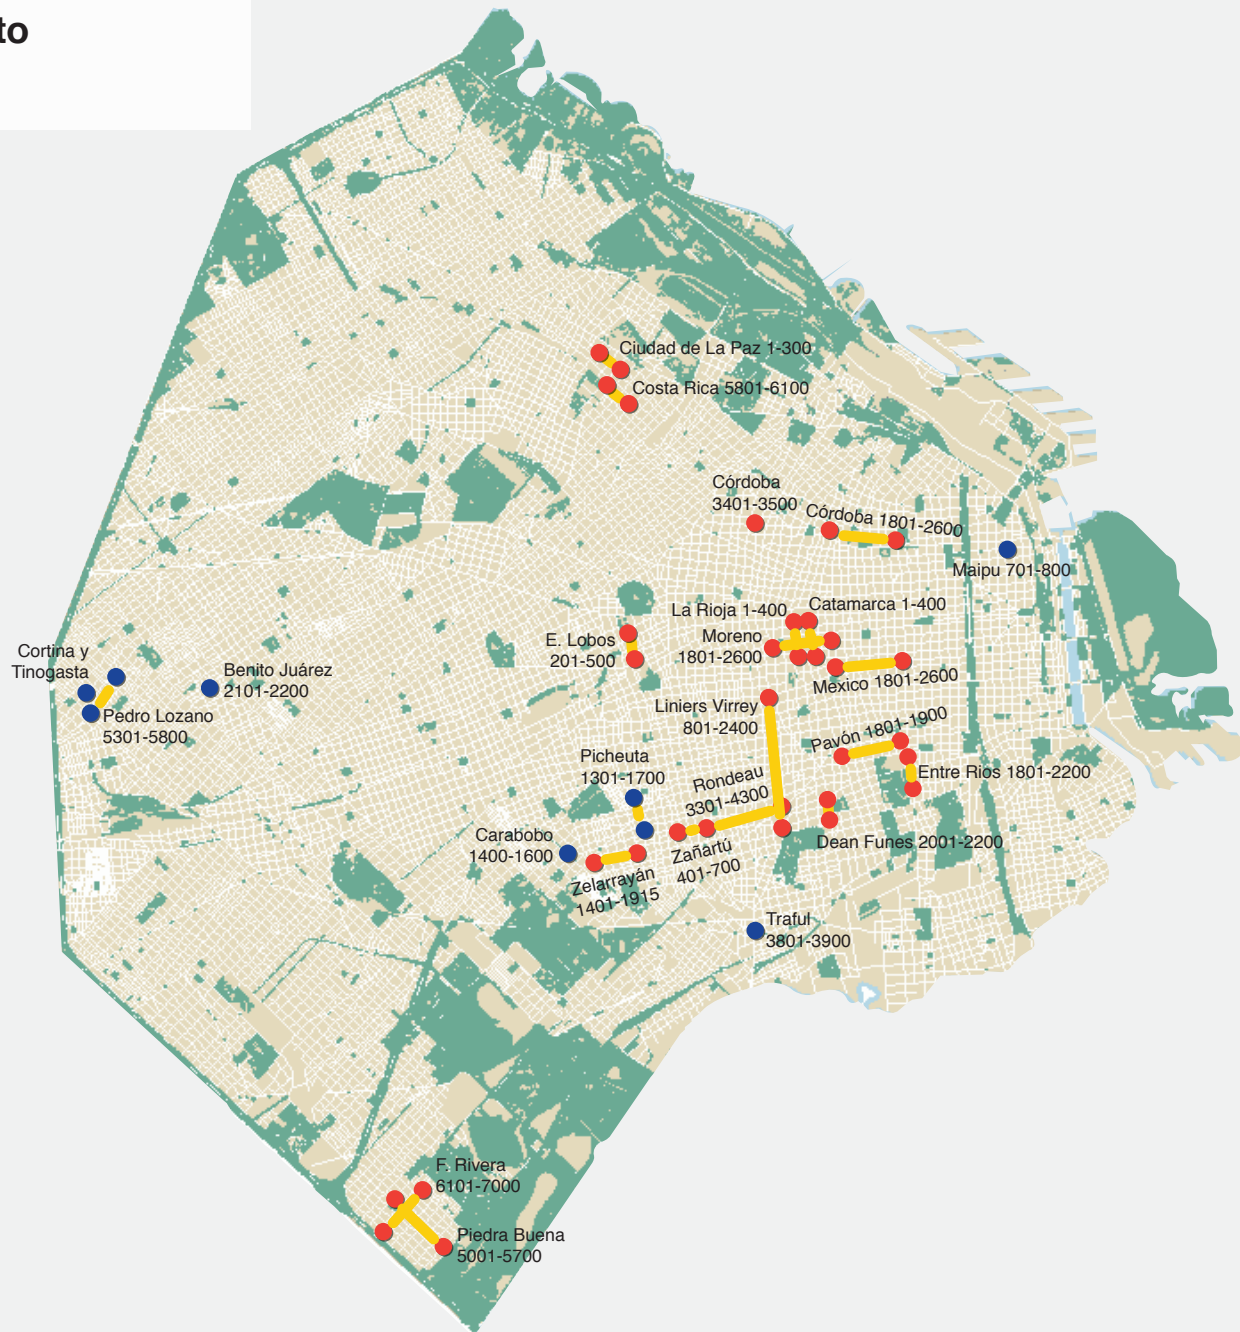 to
Ciudad de La Paz 1-300
Costa Rica 5801-6100
Córdoba
3401-3500
Córdoba 1801-2600
Maipu 701-800
La Rioja 1-400
Catamarca 1-400
E. Lobos
201-500
Moreno
1801-2600
Mexico 1801-2600
Cortina y
Tinogasta
Benito Juárez
2101-2200
Pedro Lozano
5301-5800
Liniers Virrey
801-2400
Pavón 1801-1900
Picheuta
1301-1700
Entre Rios 1801-2200
Rondeau
3301-4300
Carabobo
1400-1600
Zañartú
401-700
Dean Funes 2001-2200
Zelarrayán
1401-1915
Traful
3801-3900
F. Rivera
6101-7000
Piedra Buena
5001-5700